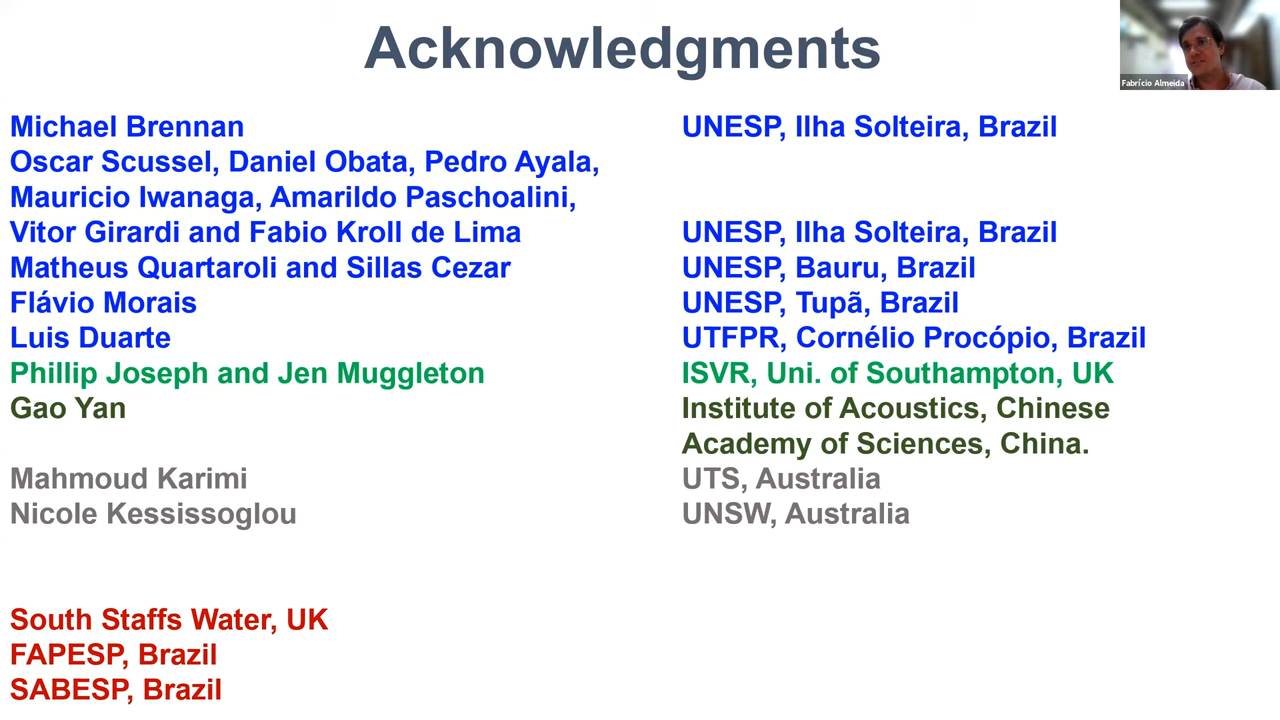 Acknowledgments
Fabrício Almeida
Michael Brennan UNESP, Ilha Solteira, Brazil
Oscar Scussel, Daniel Obata, Pedro Ayala,
Mauricio Iwanaga, Amarildo Paschoalini,
Vitor Girardi and Fabio Kroll de Lima UNESP, Ilha Solteira, Brazil
Matheus Quartaroli and Sillas Cezar UNESP, Bauru, Brazil
Flávio Morais UNESP, Tupã, Brazil
Luis Duarte UTFPR, Cornélio Procópio, Brazil
Phillip Joseph and Jen Muggleton ISVR, Uni. of Southampton, UK
Gao Yan Institute of Acoustics, Chinese
Academy of Sciences, China.
Mahmoud Karimi UTS, Australia
Nicole Kessissoglou UNSW, Australia
South Staffs Water, UK
FAPESP, Brazil
SABESP, Brazil